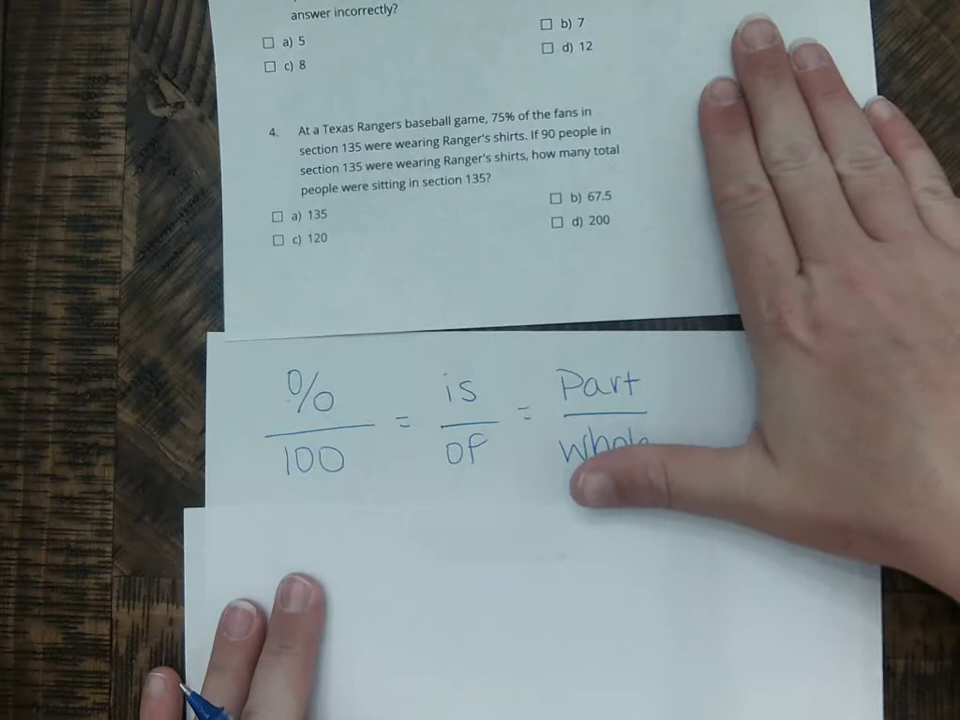 answer incorrectly?
a) 5
b) 7
c) 8
d) 12
4. At a Texas Rangers baseball game, 75% of the fans in
section 135 were wearing Ranger's shirts. If 90 people in
section 135 were wearing Ranger's shirts, how many total
people were sitting in section 135?
a) 135
b) 67.5
c) 120
d) 200
% is Part
= =
100 of whole